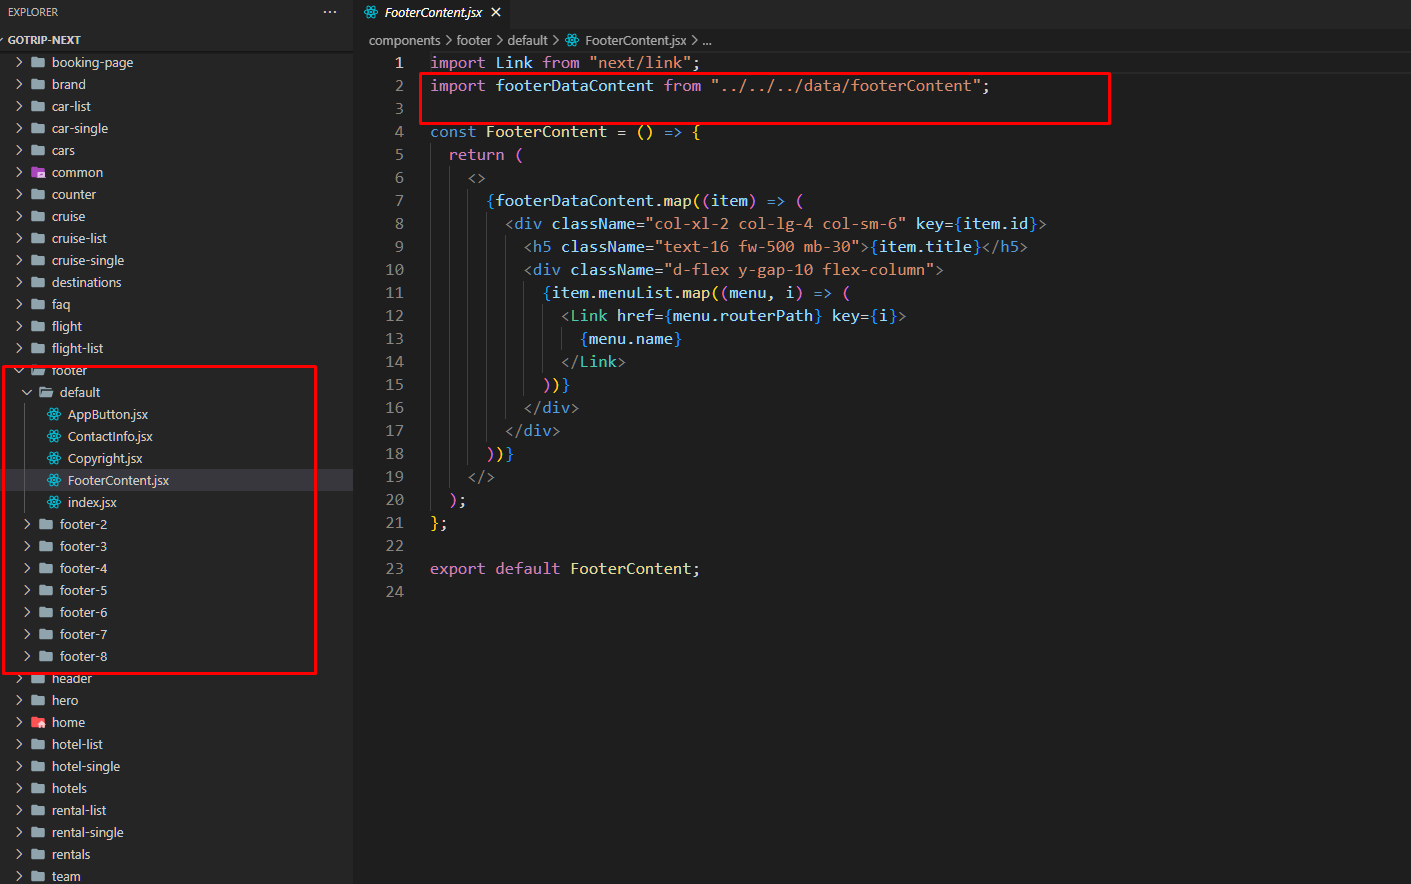 EXPLORER ...
GOTRIP-NEXT
booking-page
brand
car-list
car-single
cars
common
counter
cruise
cruise-list
cruise-single
destinations
faq
flight
flight-list
footer
default
AppButton.jsx
ContactInfo.jsx
Copyright.jsx
FooterContent.jsx
index.jsx
footer-2
footer-3
footer-4
footer-5
footer-6
footer-7
footer-8
header
hero
home
hotel-list
hotel-single
hotels
rental-list
rental-single
rentals
team
FooterContent.jsx
components > footer > default > FooterContent.jsx > ...
1 import Link from "next/link";
2 import footerDataContent from "../../../data/footerContent";
3
4 const FooterContent = () => {
5 return (
6 <>
7 {footerDataContent.map((item) => (
8 <div className="col-xl-2 col-lg-4 col-sm-6" key={item.id}>
9 <h5 className="text-16 fw-500 mb-30">{item.title}</h5>
10 <div className="d-flex y-gap-10 flex-column">
11 {item.menuList.map((menu, i) => (
12 <Link href={menu.routerPath} key={i}>
13 {menu.name}
14 </Link>
15 ))}
16 </div>
17 </div>
18 ))}
19 </>
20 );
21 };
22
23 export default FooterContent;
24